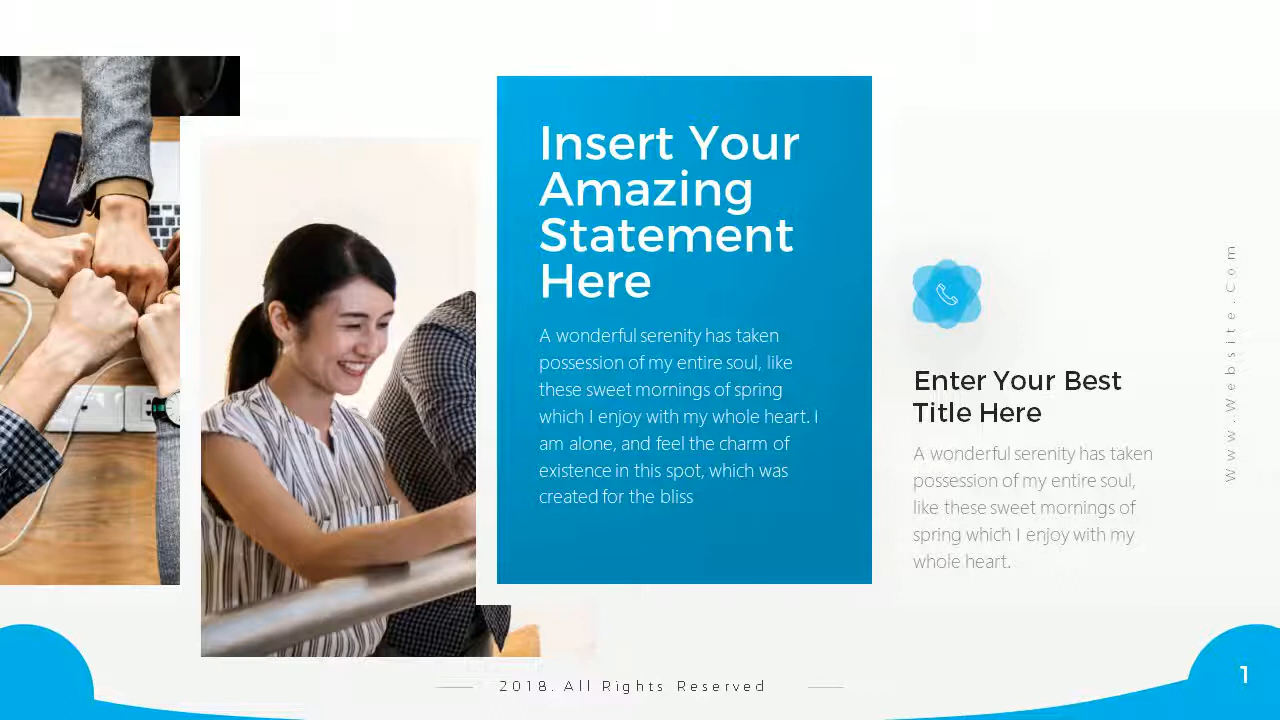 Insert Your
Amazing
Statement
Here
A wonderful serenity has taken
possession of my entire soul, like
these sweet mornings of spring
which I enjoy with my whole heart. I
am alone, and feel the charm of
existence in this spot, which was
created for the bliss
Enter Your Best
Title Here
A wonderful serenity has taken
possession of my entire soul,
like these sweet mornings of
spring which I enjoy with my
whole heart.
Www.Website.Com
2018. All Rights Reserved
1